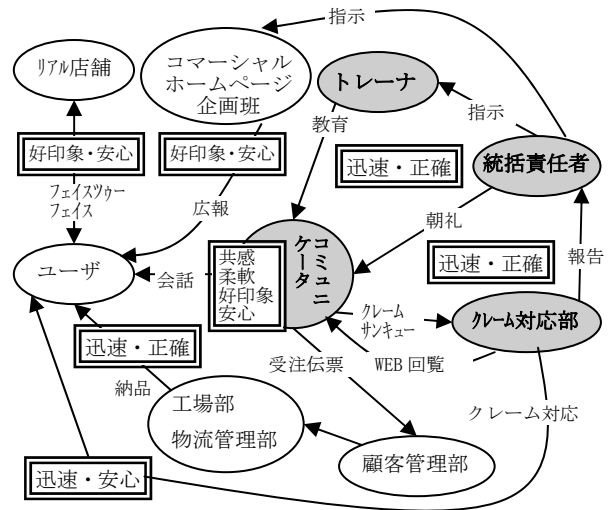 指示
リアル店舗
コマーシャル
ホームページ
企画班
トレーナ
指示
教育
好印象・安心
好印象・安心
迅速・正確
統括責任者
フェイスツゥー
フェイス
広報
朝礼
ユーザ
会話
共感
柔軟
好印象
安心
コミュニ
ケータ
迅速・正確
報告
クレーム
サンキュー
クレーム対応部
迅速・正確
受注伝票
WEB 回覧
納品
工場部
物流管理部
クレーム対応
顧客管理部
迅速・安心